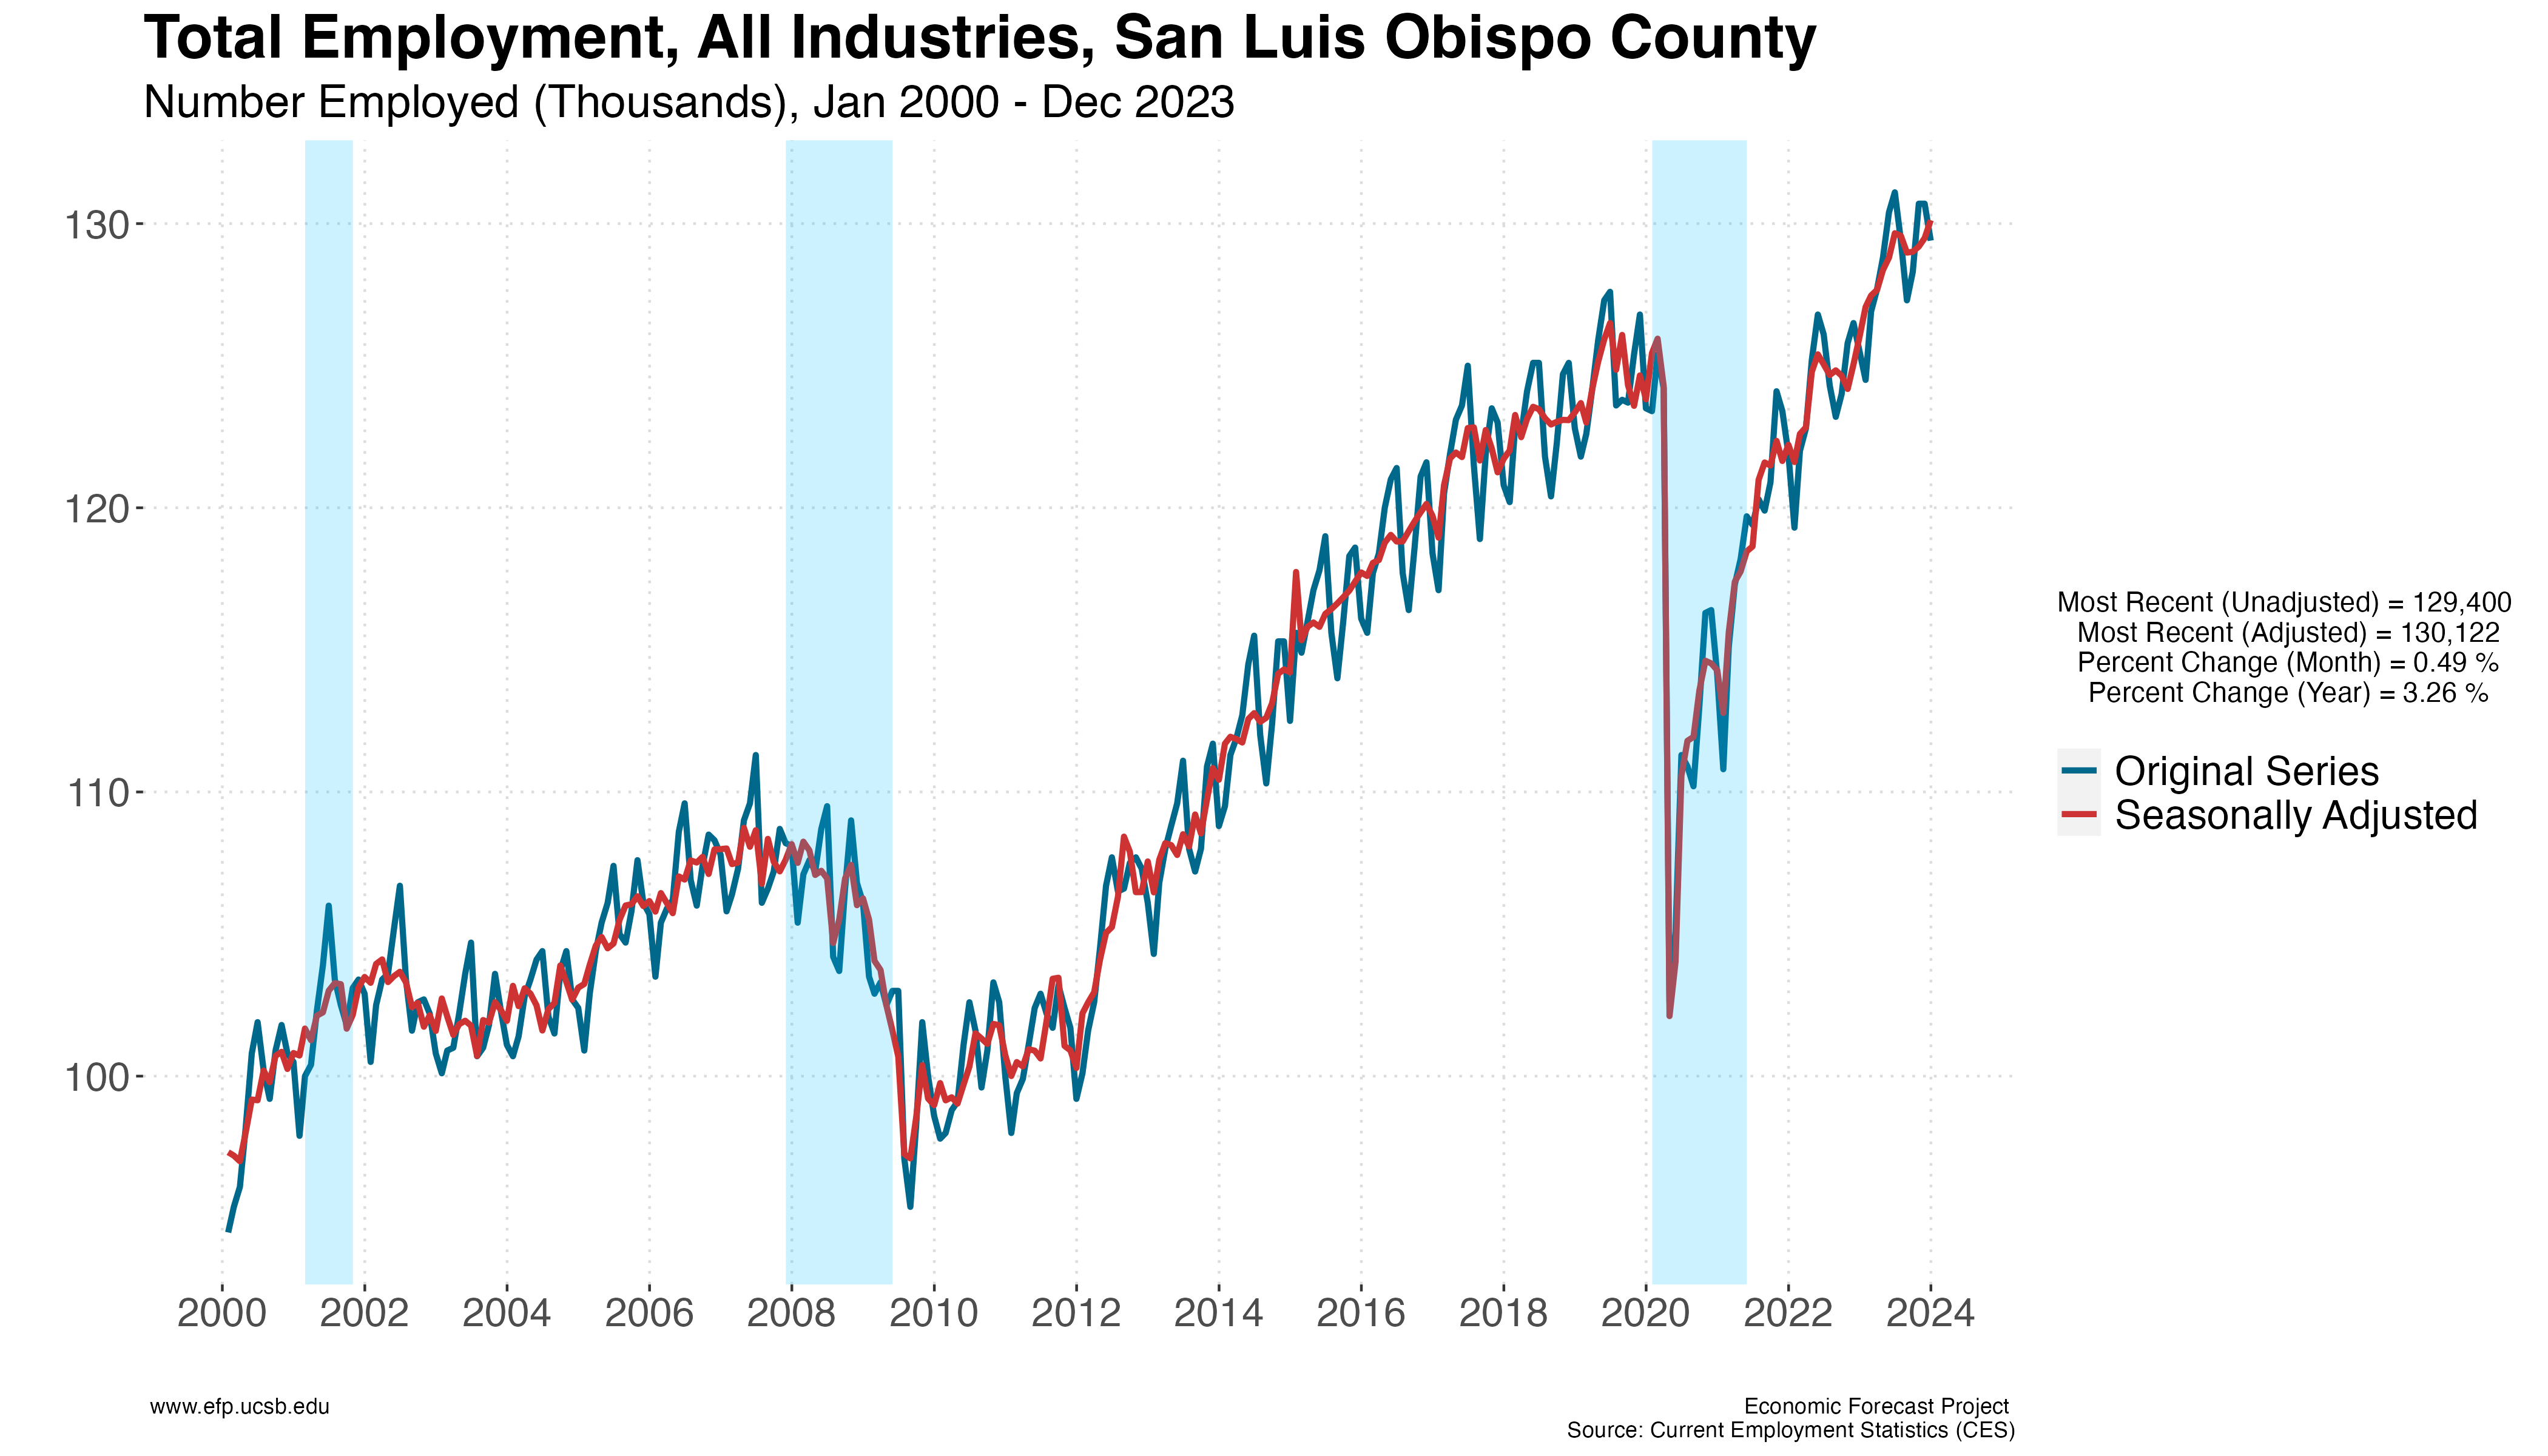 Total Employment, All Industries, San Luis Obispo County
Number Employed (Thousands), Jan 2000 - Dec 2023
130
120
110
100
2000 2002 2004 2006 2008 2010 2012 2014 2016 2018 2020 2022 2024
Most Recent (Unadjusted) = 129,400
Most Recent (Adjusted) = 130,122
Percent Change (Month) = 0.49 %
Percent Change (Year) = 3.26 %
Original Series
Seasonally Adjusted
www.efp.ucsb.edu
Economic Forecast Project
Source: Current Employment Statistics (CES)